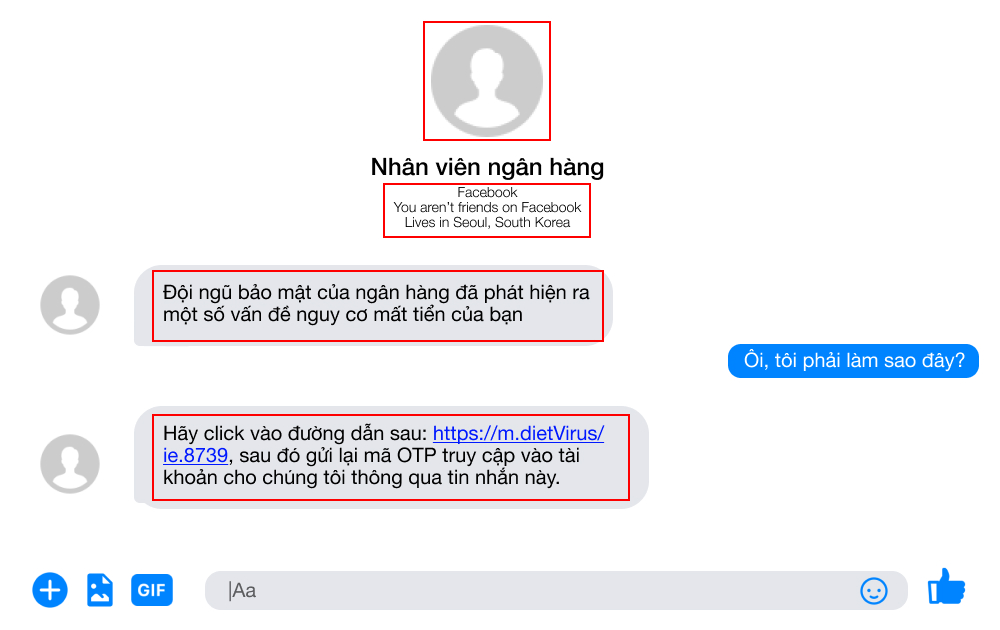 Nhân viên ngân hàng
Facebook
You aren't friends on Facebook
Lives in Seoul, South Korea
Đội ngũ bảo mật của ngân hàng đã phát hiện ra
một số vấn đề nguy cơ mất tiển của bạn
Ôi, tôi phải làm sao đây?
Hãy click vào đường dẫn sau: https://m.dietVirus/
ie.8739, sau đó gửi lại mã OTP truy cập vào tài
khoản cho chúng tôi thông qua tin nhắn này.
GIF
Aa